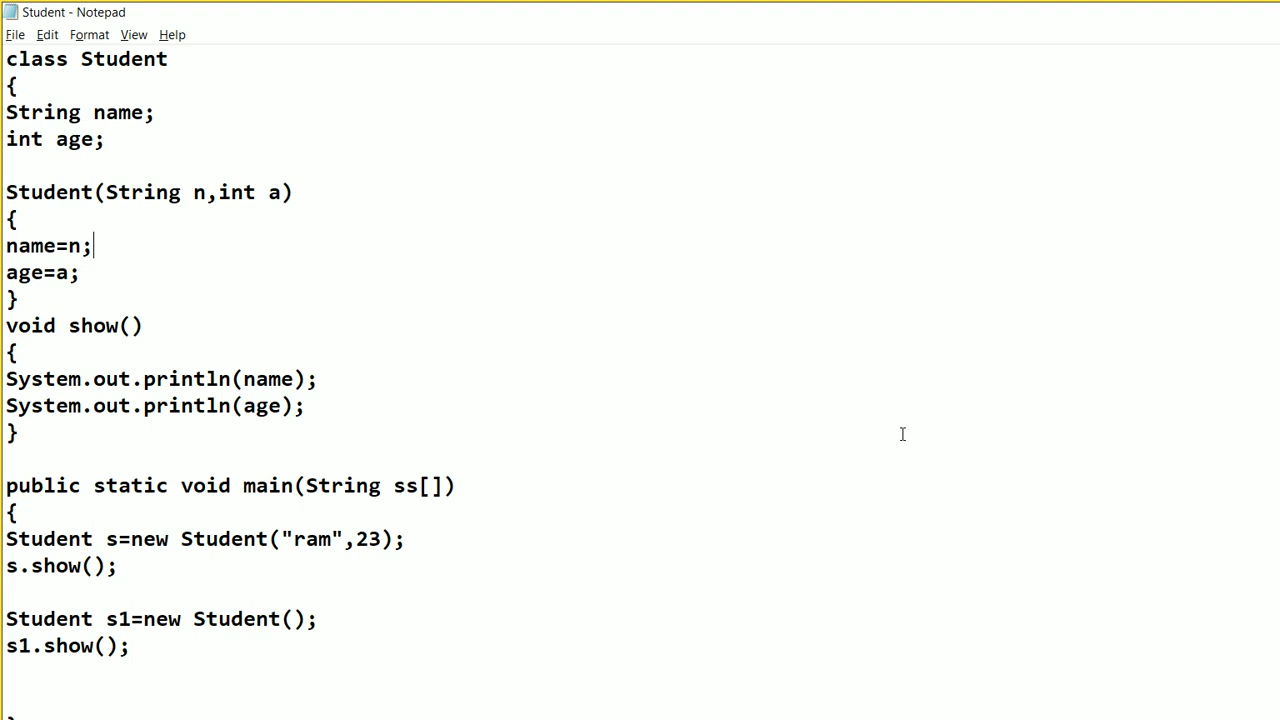 Student - Notepad
File Edit Format View Help
class Student
{
String name;
int age;
Student(String n,int a)
{
name=n;
age=a;
}
void show()
{
System.out.println(name);
System.out.println(age);
}
public static void main(String ss[])
{
Student s=new Student("ram",23);
s.show();
Student s1=new Student();
s1.show();